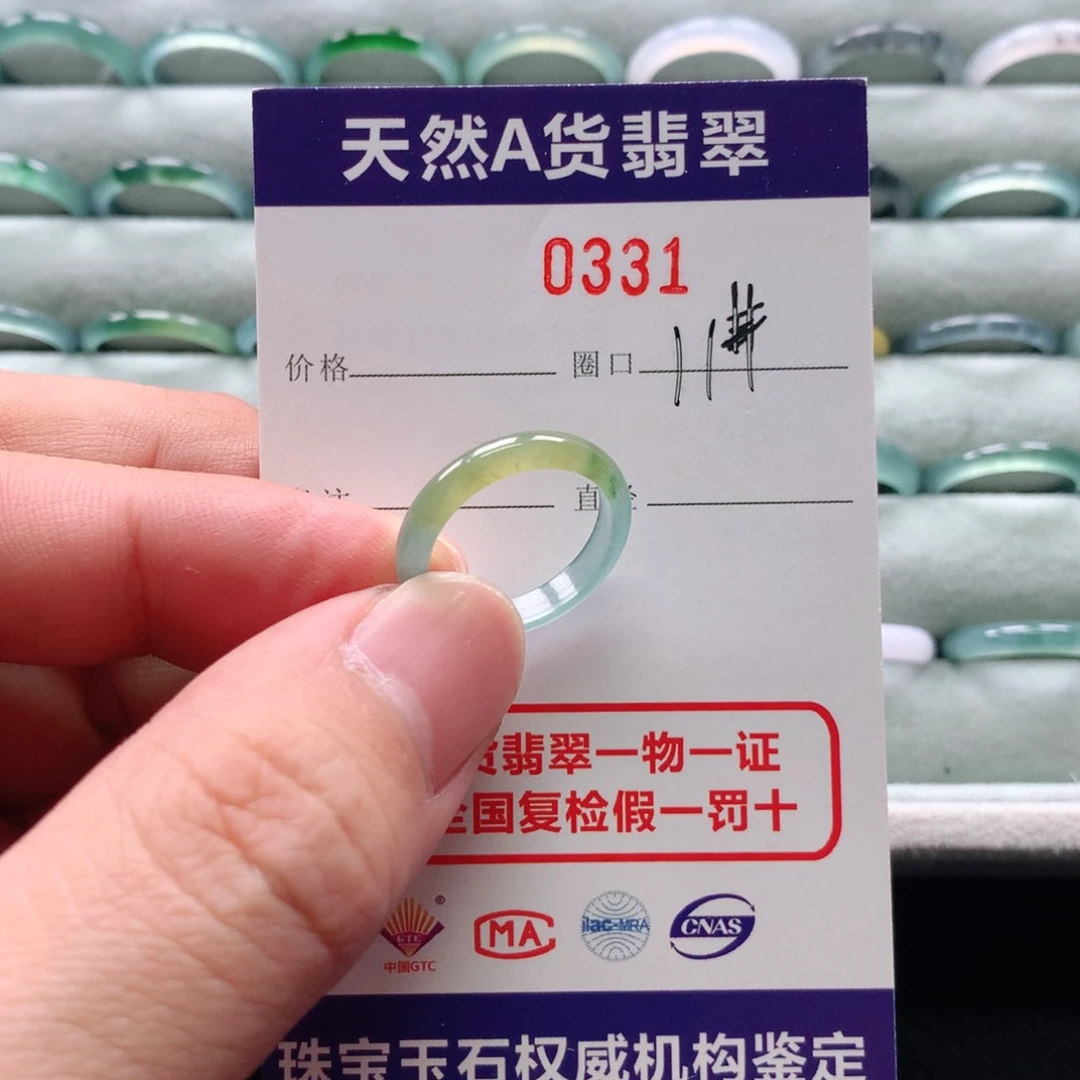 天然A货翡翠
0331
价格 圈口 11#
直径
货翡翠一物一证
全国复检假一罚十
GTC MA ilac-MRA CNAS
中国GTC
珠宝玉石权威机构鉴定